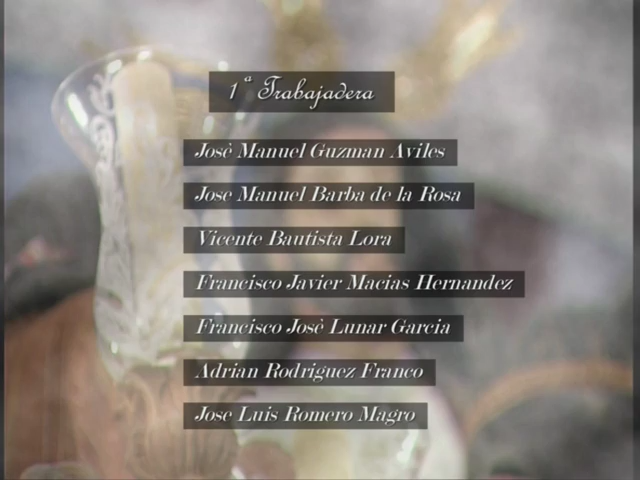 1ª Trabajadera
Josè Manuel Guzman Aviles
Jose Manuel Barba de la Rosa
Vicente Bautista Lora
Francisco Javier Macias Hernandez
Francisco Josè Lunar Garcia
Adrian Rodriguez Franco
Jose Luis Romero Magro